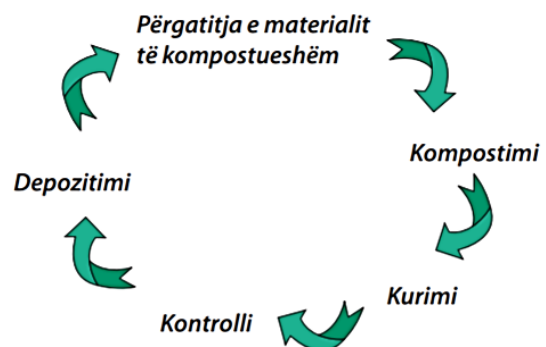 Përgatitja e materialit
të kompostueshëm
Kompostimi
Kurimi
Kontrolli
Depozitimi